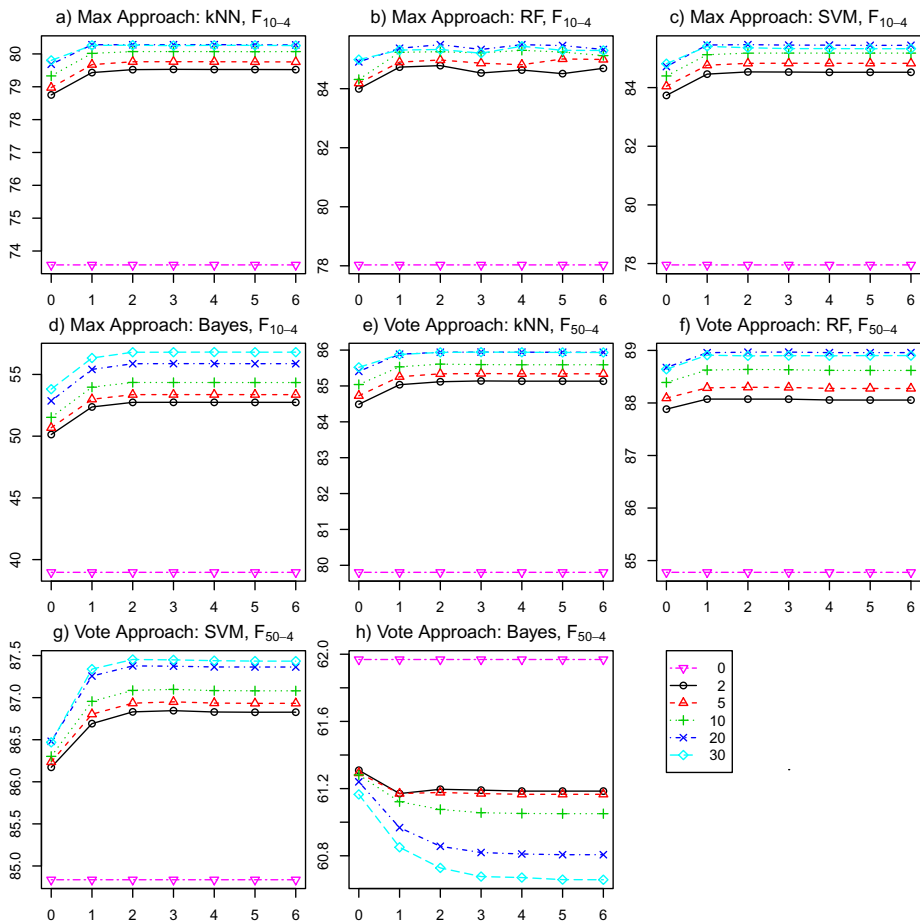 a) Max Approach: kNN, F10–4
80
79
78
77
76
75
74
0 1 2 3 4 5 6
b) Max Approach: RF, F10–4
84
82
80
78
0 1 2 3 4 5 6
c) Max Approach: SVM, F10–4
84
82
80
78
0 1 2 3 4 5 6
d) Max Approach: Bayes, F10–4
55
50
45
40
0 1 2 3 4 5 6
e) Vote Approach: kNN, F50–4
86
85
84
83
82
81
80
0 1 2 3 4 5 6
f) Vote Approach: RF, F50–4
89
88
87
86
85
0 1 2 3 4 5 6
g) Vote Approach: SVM, F50–4
87.5
87.0
86.5
86.0
85.5
85.0
0 1 2 3 4 5 6
h) Vote Approach: Bayes, F50–4
62.0
61.6
61.2
60.8
0 1 2 3 4 5 6
0
2
5
10
20
30